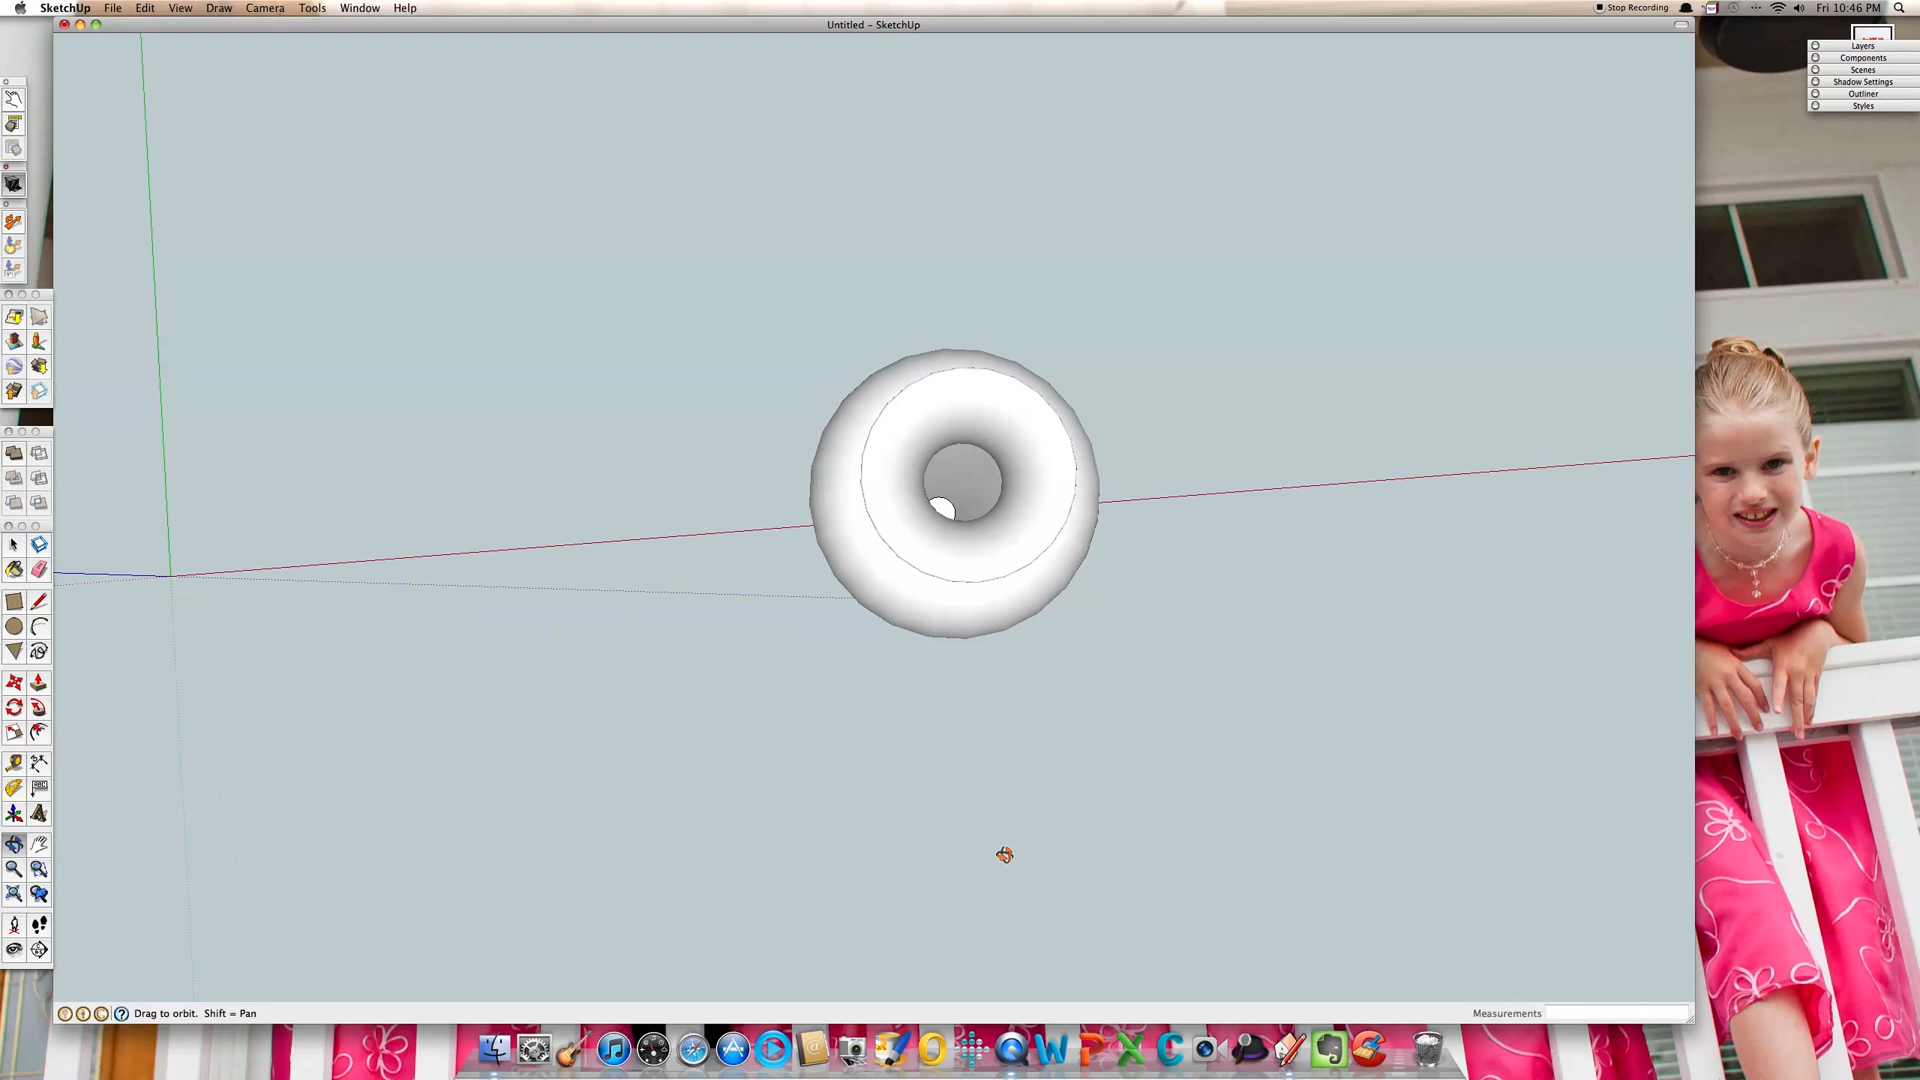 SketchUp File Edit View Draw Camera Tools Window Help
Stop Recording Fri 10:46 PM
Untitled – SketchUp
Layers
Components
Scenes
Shadow Settings
Outliner
Styles
ABC
Drag to orbit. Shift = Pan
Measurements